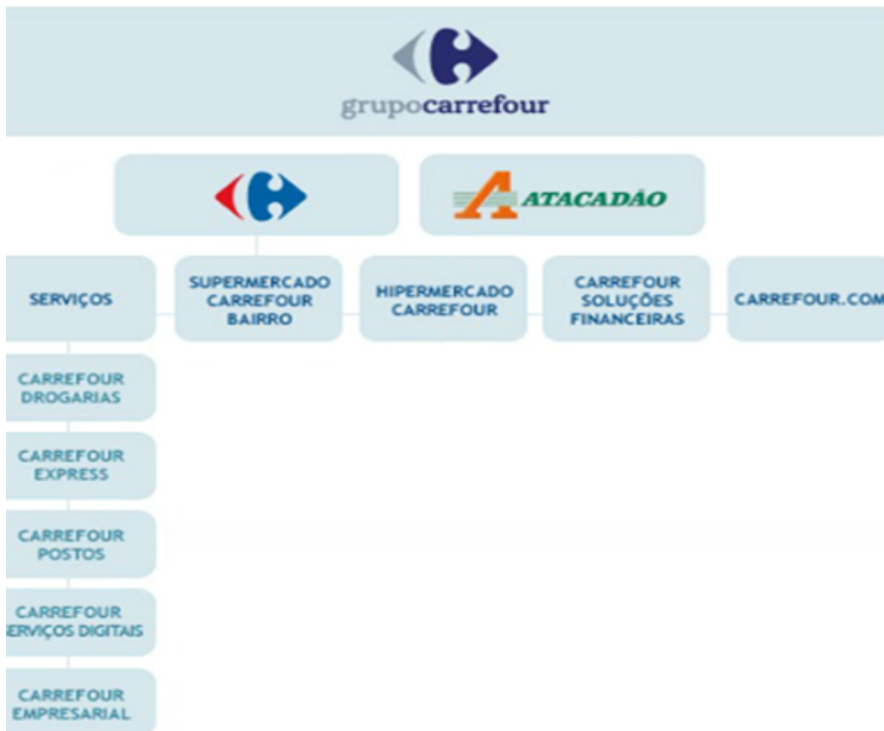 grupocarrefour
ATACADÃO
SERVIÇOS
SUPERMERCADO
CARREFOUR
BAIRRO
HIPERMERCADO
CARREFOUR
CARREFOUR
SOLUÇÕES
FINANCEIRAS
CARREFOUR.COM
CARREFOUR
DROGARIAS
CARREFOUR
EXPRESS
CARREFOUR
POSTOS
CARREFOUR
SERVIÇOS DIGITAIS
CARREFOUR
EMPRESARIAL